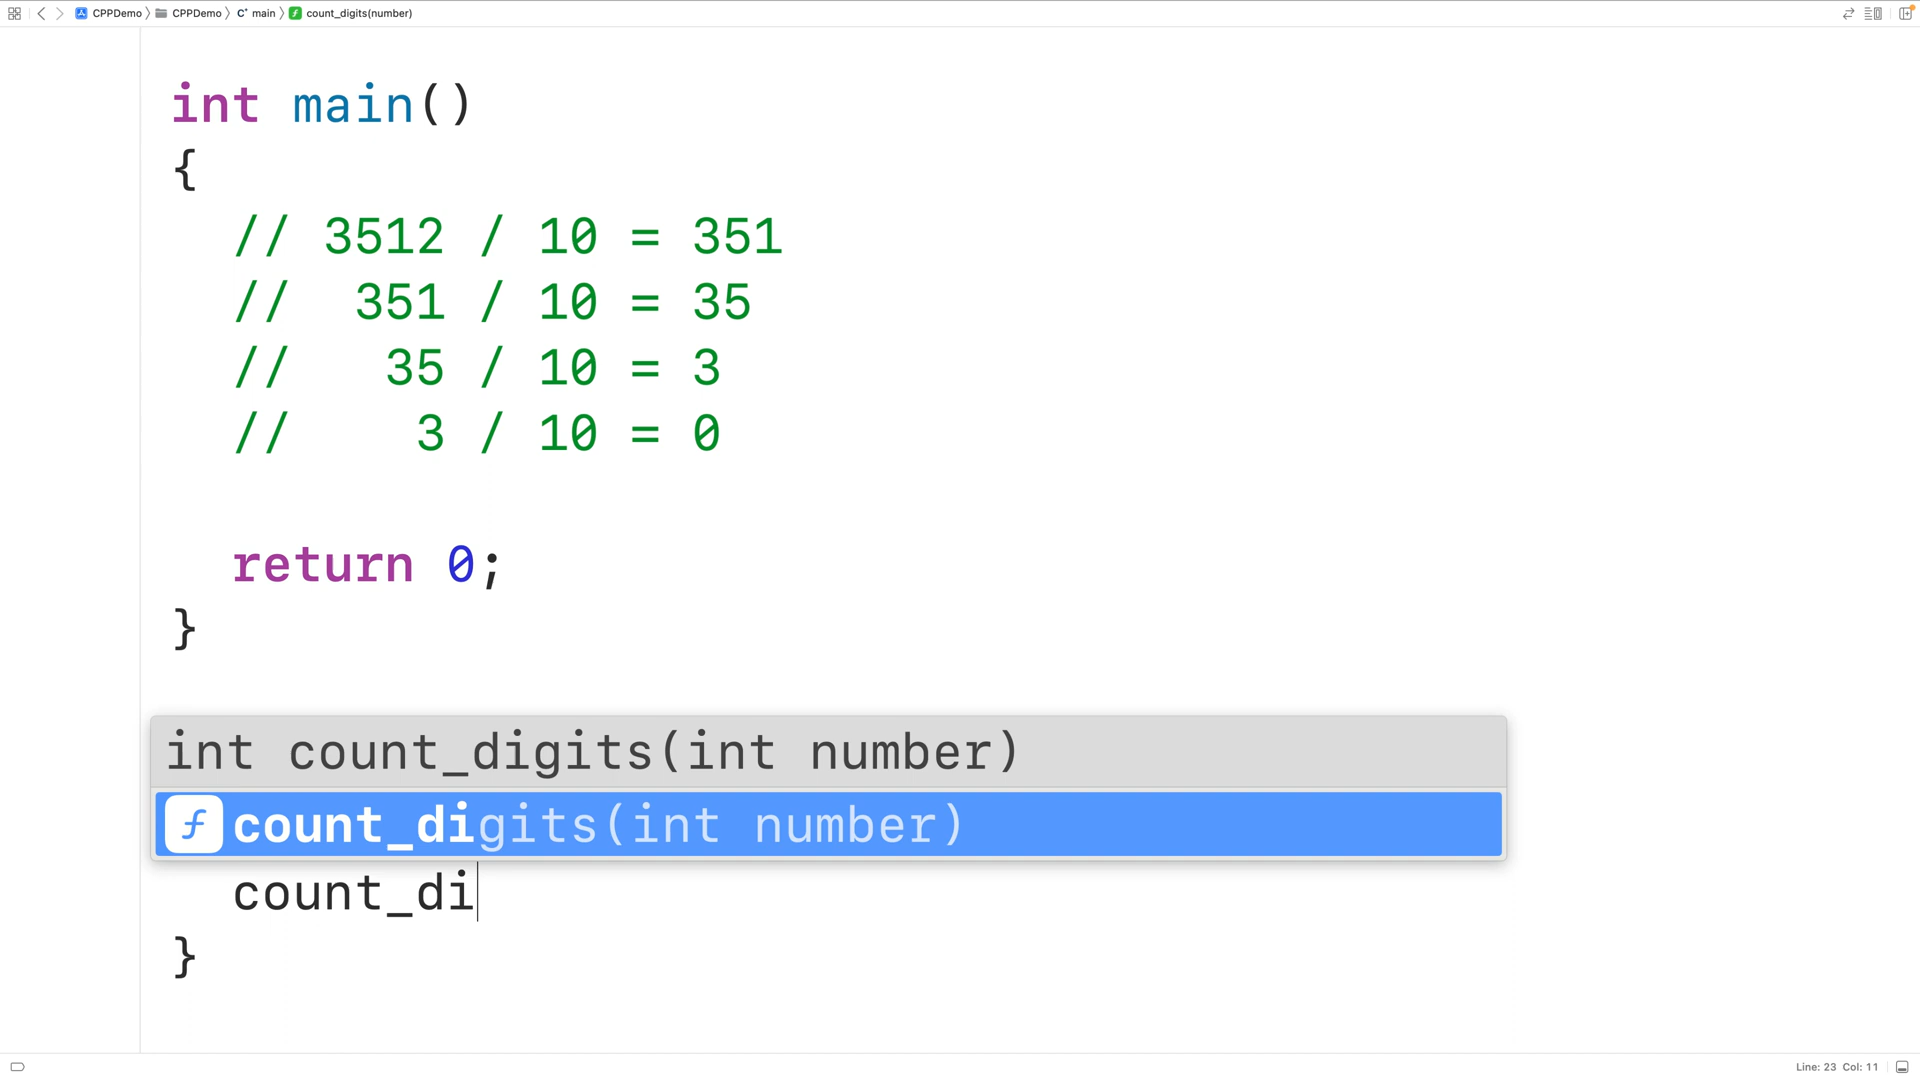 CPPDemo CPPDemo main count_digits(number)
int main()
{
// 3512 / 10 = 351
// 351 / 10 = 35
// 35 / 10 = 3
// 3 / 10 = 0
return 0;
}
int count_digits(int number)
f count_digits(int number)
count_di
}
Line: 23 Col: 11